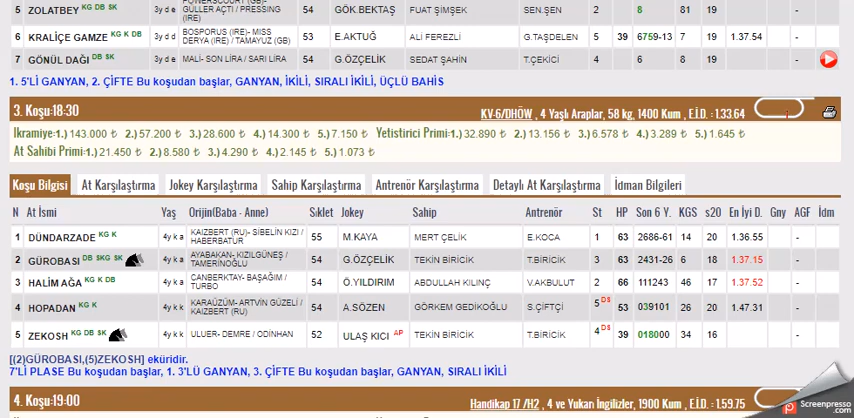 5 ZOLATBEY KG DB SK 3y d e POWERSCOURT (GB)- GÜLLER AÇTI / PRESSING (IRE) 54 GÖK.BEKTAŞ FUAT ŞİMŞEK SEN.ŞEN 2 8 81 19
6 KRALİÇE GAMZE KG K DB 3y d d BOSPORUS (IRE)- MISS DERYA (IRE) / TAMAYUZ (GB) 53 E.AKTUĞ ALİ FEREZLİ G.TAŞDELEN 5 39 6759-13 7 19 1.37.54 -
7 GÖNÜL DAĞI DB SK 3y d e MALI- SON LİRA / SARI LİRA 54 G.ÖZÇELİK SEDAT ŞAHİN T.ÇEKİCİ 4 6 8 19 -
1. 5'Lİ GANYAN, 2. ÇİFTE Bu koşudan başlar, GANYAN, İKİLİ, SIRALI İKİLİ, ÜÇLÜ BAHİS
3. Koşu:18:30 KV-6/DHÖW , 4 Yaşlı Araplar, 58 kg, 1400 Kum , E.İ.D. : 1.33.64
Ikramiye:1.) 143.000 ₺ 2.) 57.200 ₺ 3.) 28.600 ₺ 4.) 14.300 ₺ 5.) 7.150 ₺ Yetistirici Primi:1.) 32.890 ₺ 2.) 13.156 ₺ 3.) 6.578 ₺ 4.) 3.289 ₺ 5.) 1.645 ₺
At Sahibi Primi:1.) 21.450 ₺ 2.) 8.580 ₺ 3.) 4.290 ₺ 4.) 2.145 ₺ 5.) 1.073 ₺
Koşu Bilgisi At Karşılaştırma Jokey Karşılaştırma Sahip Karşılaştırma Antrenör Karşılaştırma Detaylı At Karşılaştırma İdman Bilgileri
N At İsmi Yaş Orijin(Baba - Anne) Sıklet Jokey Sahip Antrenör St HP Son 6 Y. KGS s20 En İyi D. Gny AGF İdm
1 DÜNDARZADE KG K 4y k a KAIZBERT (RU)- SİBELİN KIZI / HABERBATUR 55 M.KAYA MERT ÇELİK E.KOCA 1 63 2686-61 14 20 1.36.55 -
2 GÜROBASI DB SKG SK 4y k a AYABAKAN- KIZILGÜNEŞ / TAMERİNOĞLU 54 G.ÖZÇELİK TEKİN BİRİCİK T.BİRİCİK 3 63 2431-26 6 18 1.37.15 -
3 HALİM AĞA KG K DB 4y k a CANBERKTAY- BAŞAĞIM / TURBO 54 Ö.YILDIRIM ABDULLAH KILINÇ V.AKBULUT 2 66 111243 46 17 1.37.52 -
4 HOPADAN KG K 4y k k KARAÜZÜM- ARTVİN GÜZELİ / KAIZBERT (RU) 54 A.SÖZEN GÖRKEM GEDİKOĞLU S.ÇİFTÇİ 5 DS 53 039101 26 20 1.47.31 -
5 ZEKOSH KG DB SK 4y k k ULUER- DEMRE / ODİNHAN 52 ULAŞ KICI AP TEKİN BİRİCİK T.BİRİCİK 4 DS 39 018000 34 16 -
[(2)GÜROBASI,(5)ZEKOSH] eküridir.
7'Lİ PLASE Bu koşudan başlar, 1. 3'LÜ GANYAN, 3. ÇİFTE Bu koşudan başlar, GANYAN, SIRALI İKİLİ
4. Koşu:19:00 Handikap 17 /H2 , 4 ve Yukarı İngilizler, 1900 Kum , E.İ.D. : 1.59.75
Screenpresso
.com